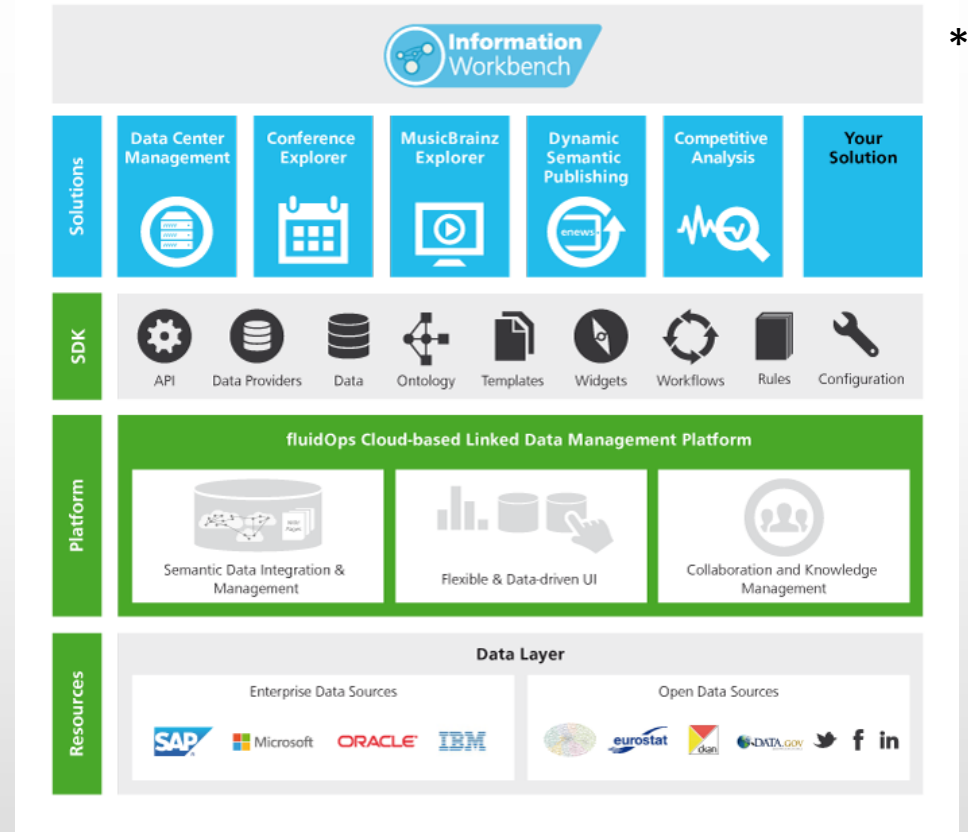 *
Information
Workbench
Solutions
Data Center
Management
Conference
Explorer
MusicBrainz
Explorer
Dynamic
Semantic
Publishing
enews
Competitive
Analysis
Your
Solution
SDK
API
Data Providers
Data
Ontology
Templates
Widgets
Workflows
Rules
Configuration
Platform
fluidOps Cloud-based Linked Data Management Platform
Semantic Data Integration &
Management
Flexible & Data-driven UI
Collaboration and Knowledge
Management
Resources
Data Layer
Enterprise Data Sources
SAP
Microsoft
ORACLE
IBM
Open Data Sources
eurostat
ckan
DATA.GOV
f
in